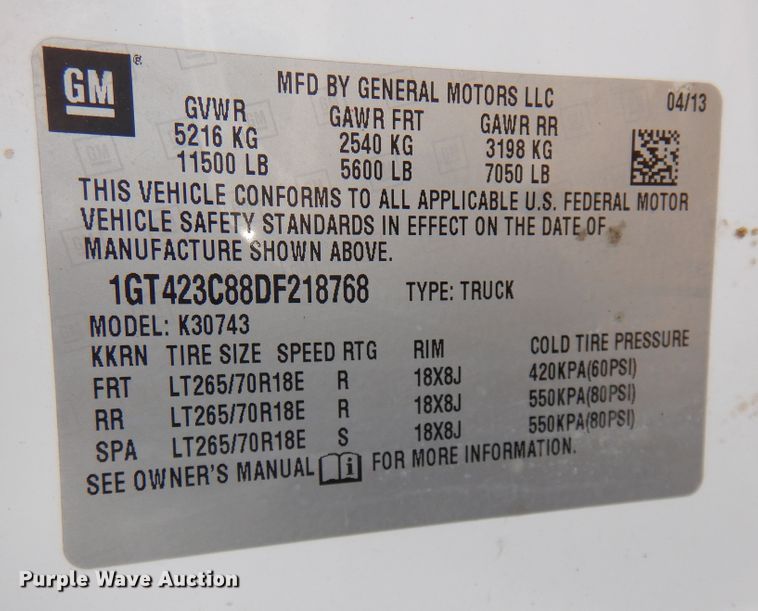 GM ®
MFD BY GENERAL MOTORS LLC 04/13
GVWR GAWR FRT GAWR RR
5216 KG 2540 KG 3198 KG
11500 LB 5600 LB 7050 LB
THIS VEHICLE CONFORMS TO ALL APPLICABLE U.S. FEDERAL MOTOR
VEHICLE SAFETY STANDARDS IN EFFECT ON THE DATE OF
MANUFACTURE SHOWN ABOVE.
1GT423C88DF218768 TYPE: TRUCK
MODEL: K30743
KKRN TIRE SIZE SPEED RTG RIM COLD TIRE PRESSURE
FRT LT265/70R18E R 18X8J 420KPA(60PSI)
RR LT265/70R18E R 18X8J 550KPA(80PSI)
SPA LT265/70R18E S 18X8J 550KPA(80PSI)
SEE OWNER'S MANUAL i FOR MORE INFORMATION.
Purple Wave Auction